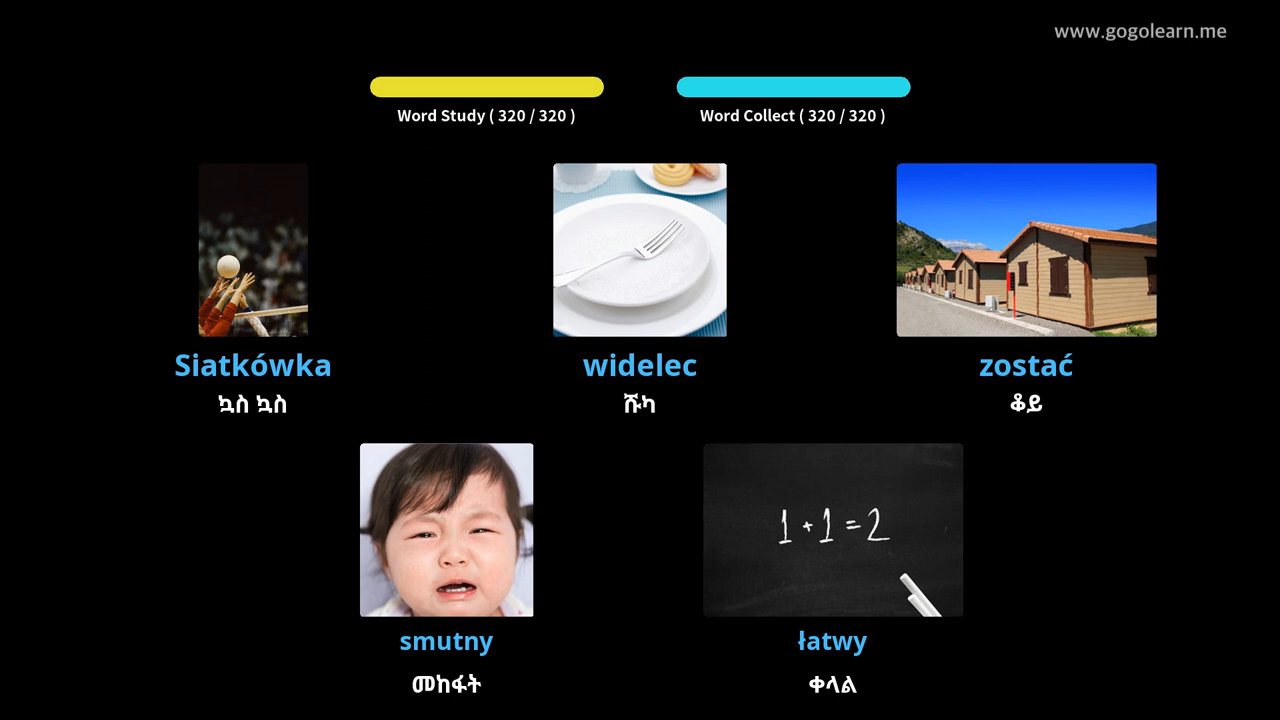 www.gogolearn.me
Word Study ( 320 / 320 )
Word Collect ( 320 / 320 )
Siatkówka
ኳስ ኳስ
widelec
ሹካ
zostać
ቆይ
1 + 1 = 2
smutny
መከፋት
łatwy
ቀላል